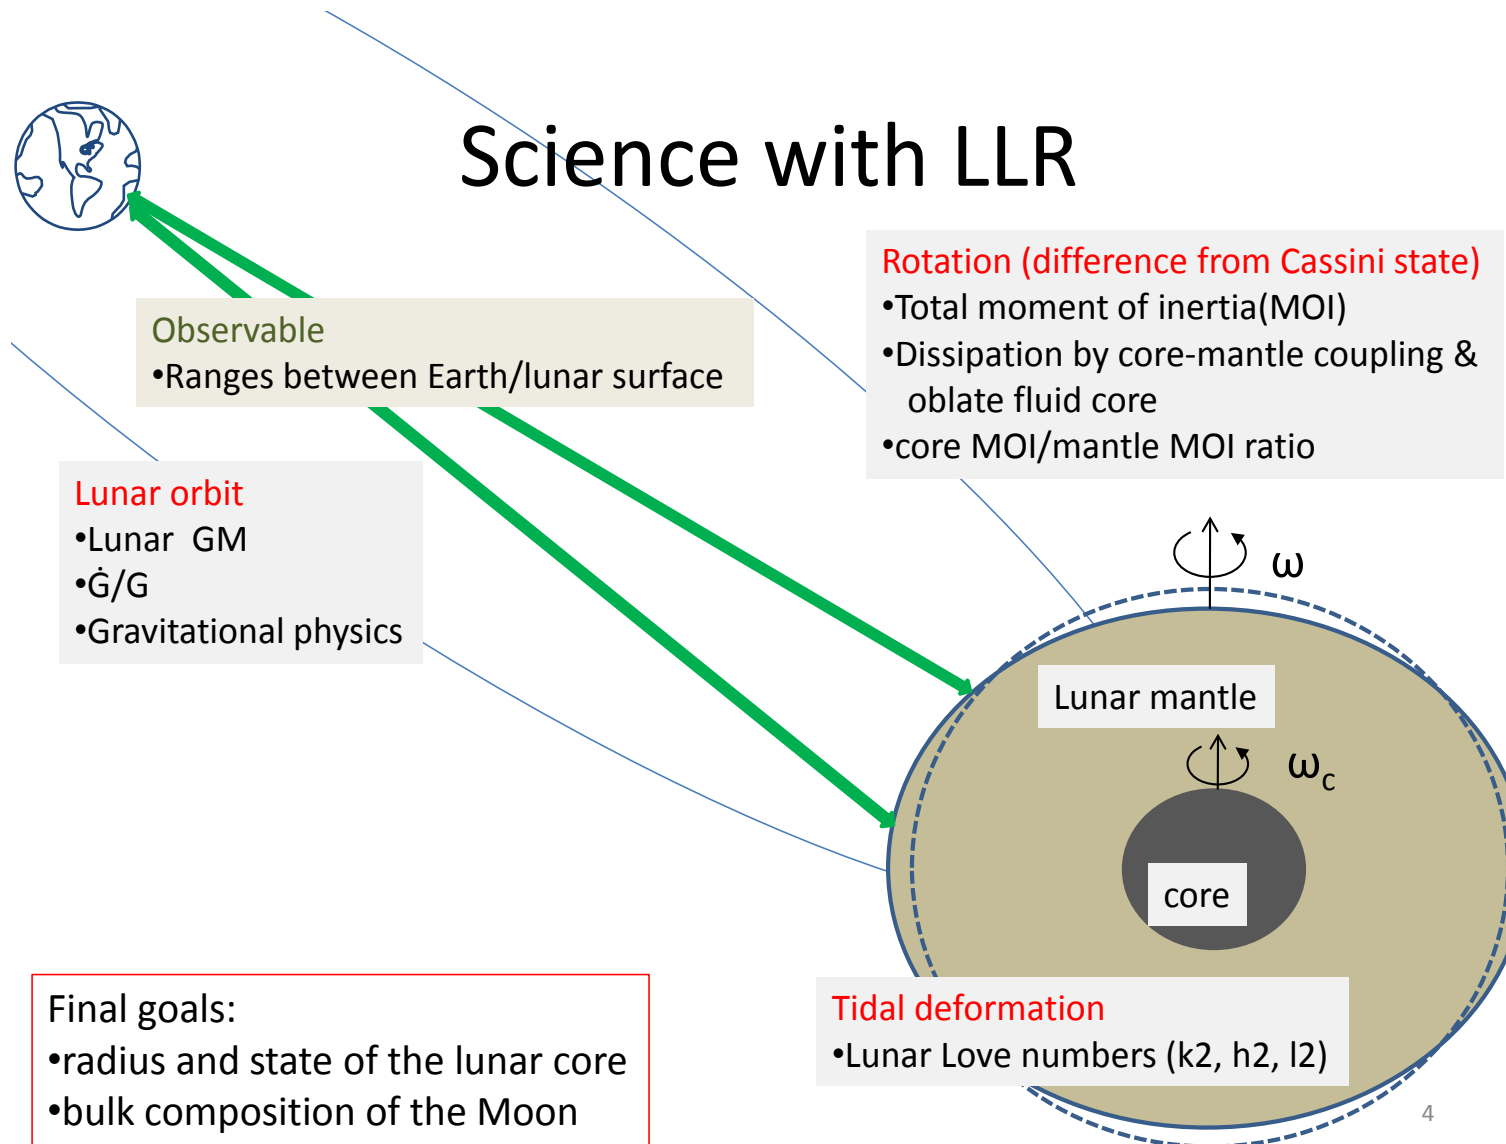 Science with LLR
Observable
•Ranges between Earth/lunar surface
Rotation (difference from Cassini state)
•Total moment of inertia(MOI)
•Dissipation by core-mantle coupling &
oblate fluid core
•core MOI/mantle MOI ratio
Lunar orbit
•Lunar GM
•Ġ/G
•Gravitational physics
ω
Lunar mantle
ωc
core
Tidal deformation
•Lunar Love numbers (k2, h2, l2)
Final goals:
•radius and state of the lunar core
•bulk composition of the Moon
4